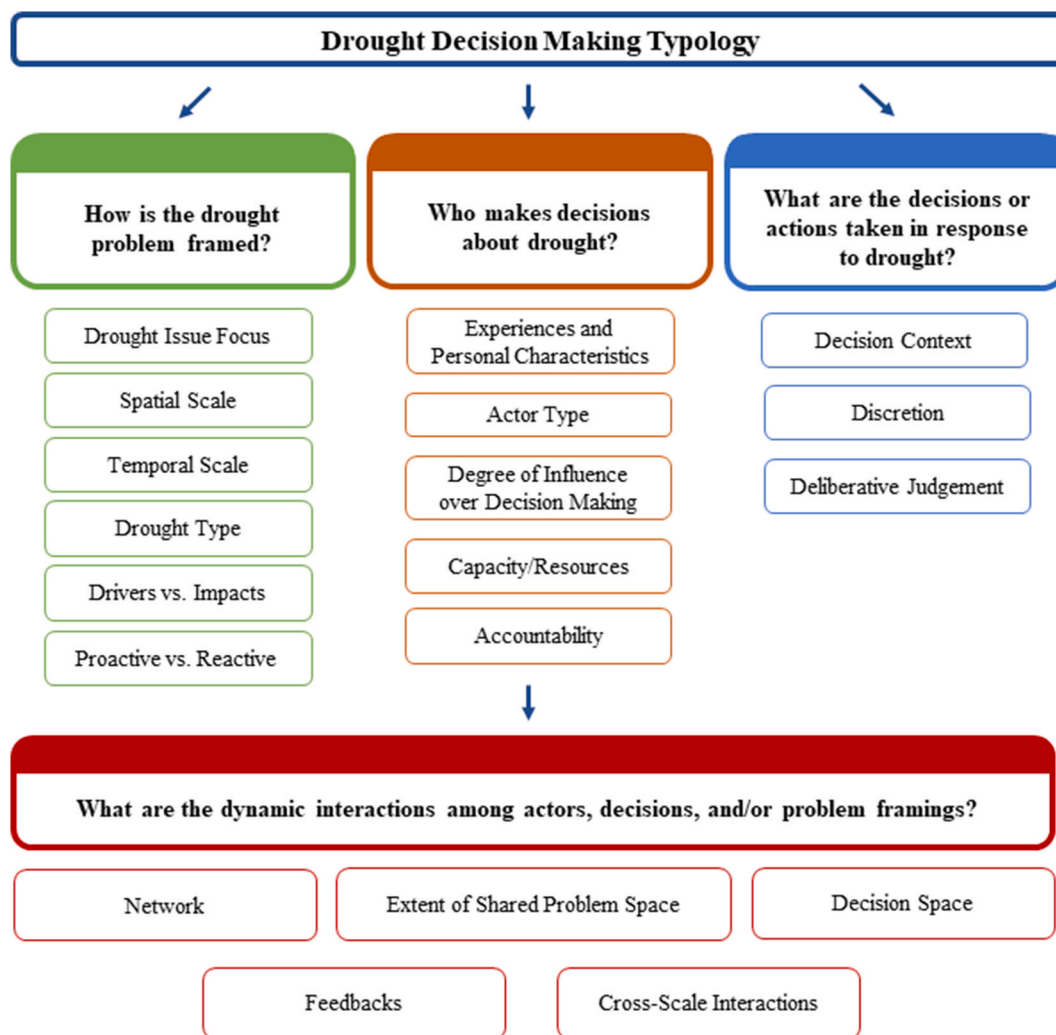 Drought Decision Making Typology
How is the drought
problem framed?
Drought Issue Focus
Spatial Scale
Temporal Scale
Drought Type
Drivers vs. Impacts
Proactive vs. Reactive
Who makes decisions
about drought?
Experiences and
Personal Characteristics
Actor Type
Degree of Influence
over Decision Making
Capacity/Resources
Accountability
What are the decisions or
actions taken in response
to drought?
Decision Context
Discretion
Deliberative Judgement
What are the dynamic interactions among actors, decisions, and/or problem framings?
Network
Extent of Shared Problem Space
Decision Space
Feedbacks
Cross-Scale Interactions